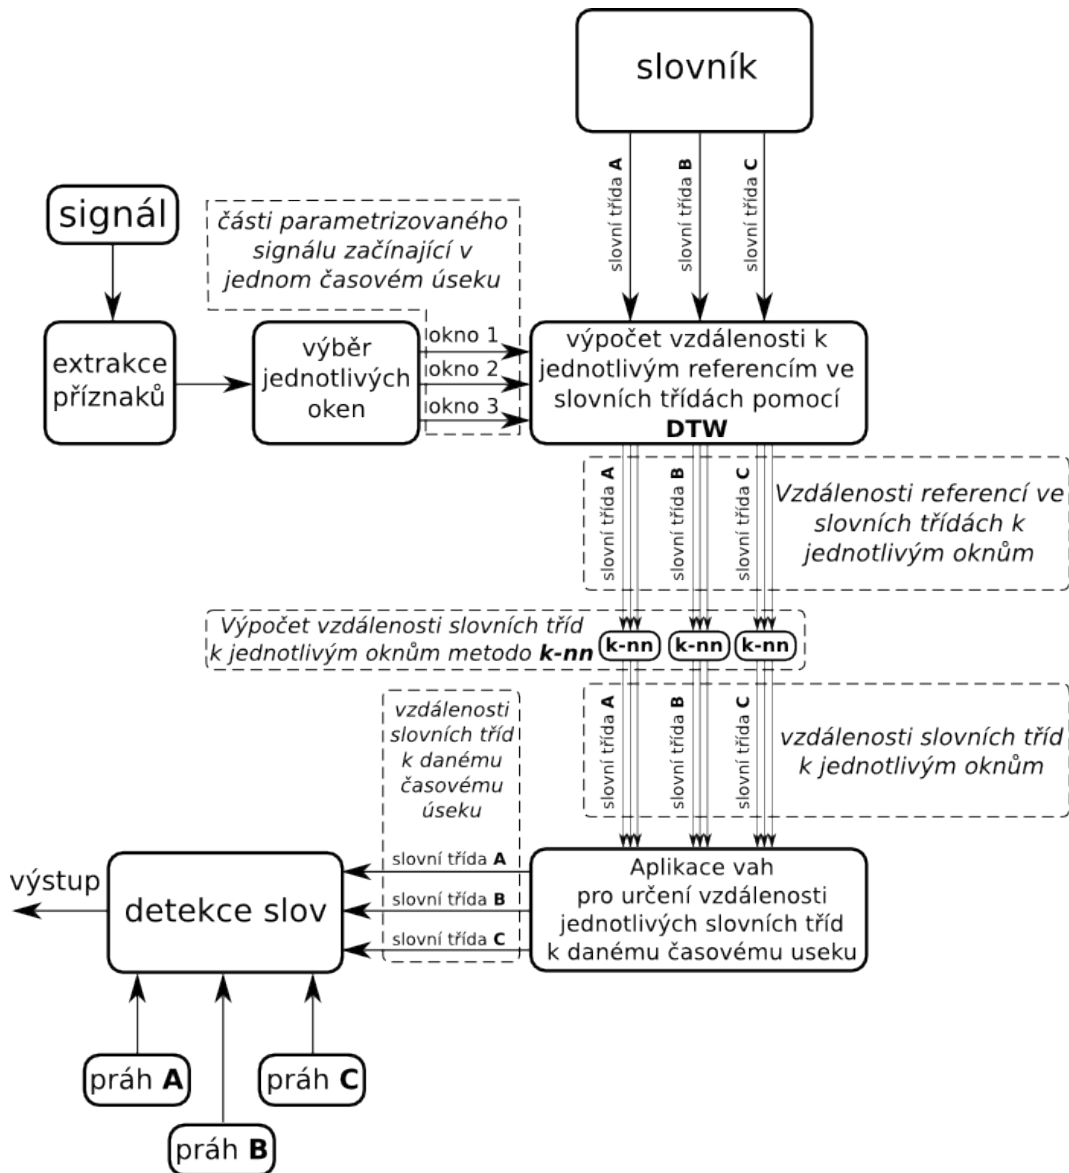 slovník
slovní třída A
slovní třída B
slovní třída C
signál
části parametrizovaného
signálu začínající v
jednom časovém úseku
extrakce
příznaků
výběr
jednotlivých
oken
okno 1
okno 2
okno 3
výpočet vzdálenosti k
jednotlivým referencím ve
slovních třídách pomocí
DTW
slovní třída A
slovní třída B
slovní třída C
Vzdálenosti referencí ve
slovních třídách k
jednotlivým oknům
Výpočet vzdálenosti slovních tříd
k jednotlivým oknům metodo k-nn
k-nn
k-nn
k-nn
slovní třída A
slovní třída B
slovní třída C
vzdálenosti slovních tříd
k jednotlivým oknům
vzdálenosti
slovních tříd
k danému
časovému
úseku
slovní třída A
slovní třída B
slovní třída C
Aplikace vah
pro určení vzdálenosti
jednotlivých slovních tříd
k danému časovému useku
výstup
detekce slov
práh A
práh C
práh B